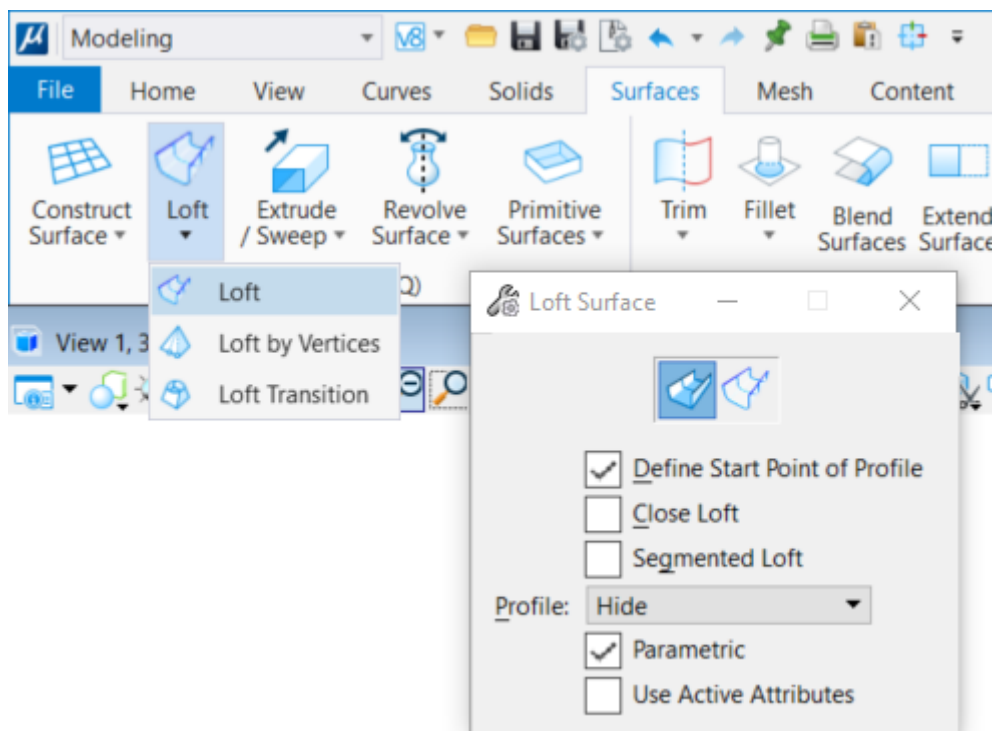 Modeling
V8
File Home View Curves Solids Surfaces Mesh Content
Construct Surface
Loft
Extrude / Sweep
Revolve Surface
Primitive Surfaces
Trim
Fillet
Blend Surfaces
Extend
Q)
Loft
Loft by Vertices
Loft Transition
View 1, 3
Loft Surface
Define Start Point of Profile
Close Loft
Segmented Loft
Profile: Hide
Parametric
Use Active Attributes